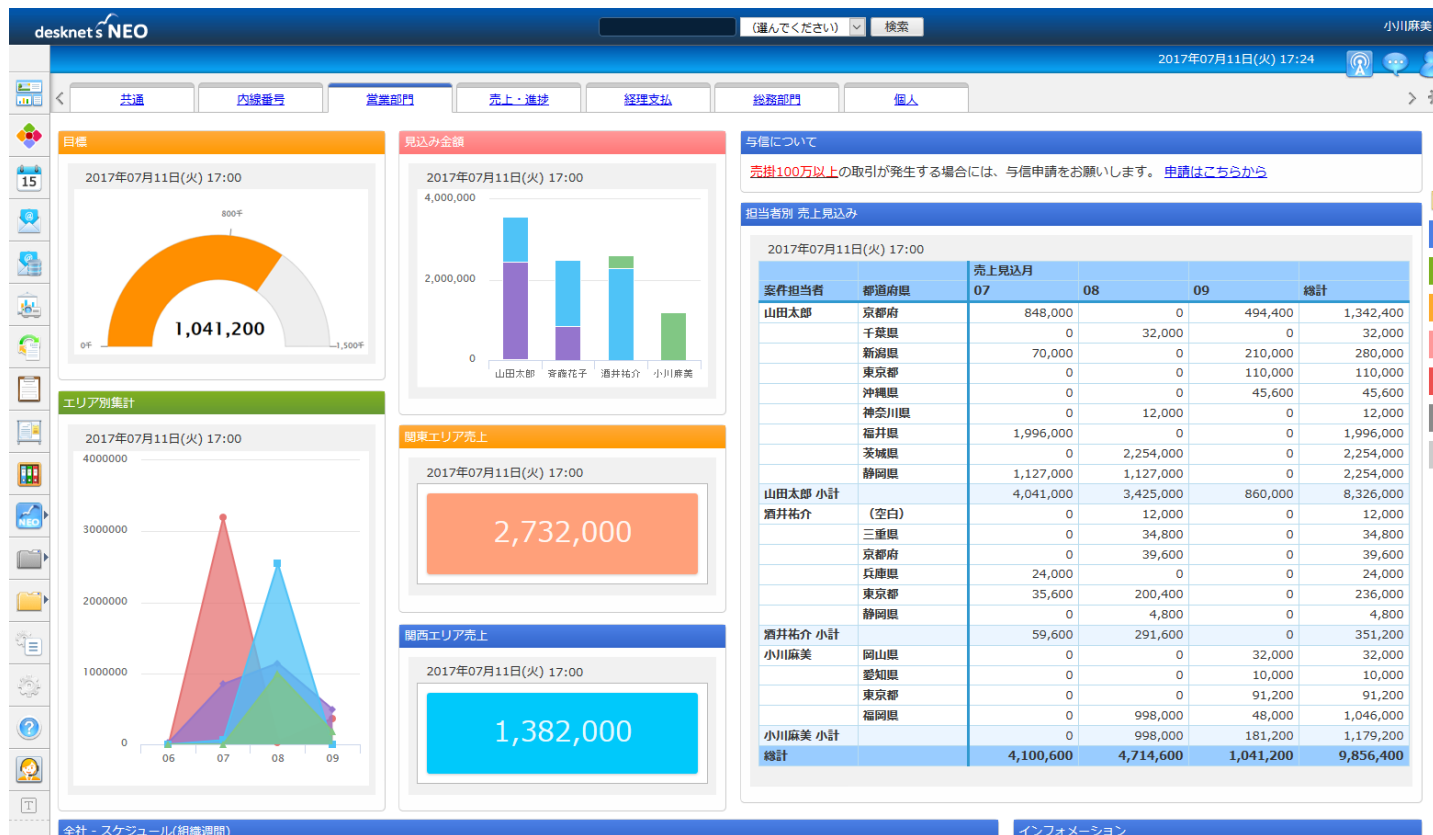 desknet's NEO
(選んでください) 検索 小川麻美
2017年07月11日(火) 17:24
共通 内線番号 営業部門 売上・進捗 経理支払 総務部門 個人
目標
2017年07月11日(火) 17:00
800千
1,041,200
0千 1,500千
エリア別集計
2017年07月11日(火) 17:00
4000000
3000000
2000000
1000000
0
06 07 08 09
見込み金額
2017年07月11日(火) 17:00
4,000,000
2,000,000
0
山田太郎 斉藤花子 酒井祐介 小川麻美
関東エリア売上
2017年07月11日(火) 17:00
2,732,000
関西エリア売上
2017年07月11日(火) 17:00
1,382,000
与信について
売掛100万以上の取引が発生する場合には、与信申請をお願いします。 申請はこちらから
担当者別 売上見込み
2017年07月11日(火) 17:00
売上見込月
案件担当者 都道府県 07 08 09 総計
山田太郎 京都府 848,000 0 494,400 1,342,400
千葉県 0 32,000 0 32,000
新潟県 70,000 0 210,000 280,000
東京都 0 0 110,000 110,000
沖縄県 0 0 45,600 45,600
神奈川県 0 12,000 0 12,000
福井県 1,996,000 0 0 1,996,000
茨城県 0 2,254,000 0 2,254,000
静岡県 1,127,000 1,127,000 0 2,254,000
山田太郎 小計 4,041,000 3,425,000 860,000 8,326,000
酒井祐介 (空白) 0 12,000 0 12,000
三重県 0 34,800 0 34,800
京都府 0 39,600 0 39,600
兵庫県 24,000 0 0 24,000
東京都 35,600 200,400 0 236,000
静岡県 0 4,800 0 4,800
酒井祐介 小計 59,600 291,600 0 351,200
小川麻美 岡山県 0 0 32,000 32,000
愛知県 0 0 10,000 10,000
東京都 0 0 91,200 91,200
福岡県 0 998,000 48,000 1,046,000
小川麻美 小計 0 998,000 181,200 1,179,200
総計 4,100,600 4,714,600 1,041,200 9,856,400
15
NEO
T
全社 - スケジュール(組織週間)
インフォメーション